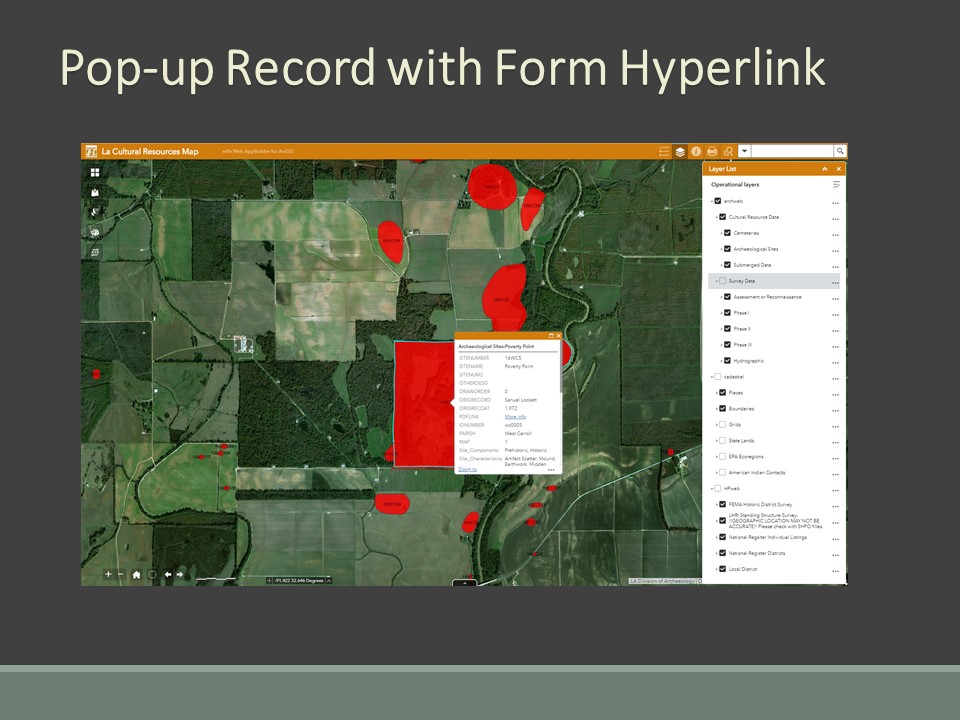 Pop-up Record with Form Hyperlink
La Cultural Resources Map
with Web AppBuilder for ArcGIS
Layer List
Operational layers
archweb
Cultural Resource Data
Cemeteries
Archaeological Sites
Submerged Data
Survey Data
Assessment or Reconnaissance
Phase I
Phase II
Phase III
Hydrographic
cadastral
Places
Boundaries
Grids
State Lands
EPA Ecoregions
American Indian Contacts
HPweb
FEMA Historic District Survey
LHRI Standing Structure Survey-
!!GEOGRAPHIC LOCATION MAY NOT BE
ACCURATE!! Please check with SHPO files.
National Regsiter Individual Listings
National Register Districts
Local District
Archaeological Sites:Poverty Point
SITENUMBER 16WC5
SITENAME Poverty Point
SITENUM2
OTHERDESG
DRAWORDER 0
ORIGRECORD Samuel Lockett
ORIGRECDAT 1,972
PDFLINK More info
IDNUMBER wc0005
PARISH West Carroll
MAP 1
Site_Components Prehistoric, Historic
Site_Characteristics Artifact Scatter, Mound,
Earthwork, Midden
Zoom to
-91.422 32.646 Degrees
LA Division of Archaeology |